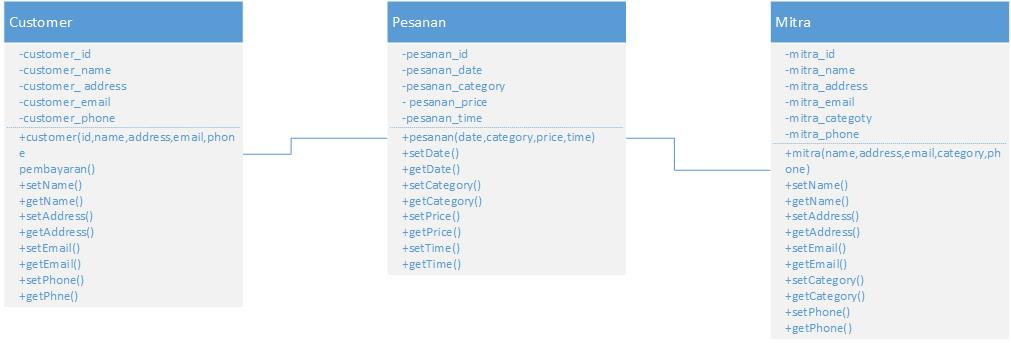 Customer
-customer_id
-customer_name
-customer_ address
-customer_email
-customer_phone
+customer(id,name,address,email,phon
e
pembayaran()
+setName()
+getName()
+setAddress()
+getAddress()
+setEmail()
+getEmail()
+setPhone()
+getPhne()
Pesanan
-pesanan_id
-pesanan_date
-pesanan_category
- pesanan_price
-pesanan_time
+pesanan(date,category,price,time)
+setDate()
+getDate()
+setCategory()
+getCategory()
+setPrice()
+getPrice()
+setTime()
+getTime()
Mitra
-mitra_id
-mitra_name
-mitra_address
-mitra_email
-mitra_categoty
-mitra_phone
+mitra(name,address,email,category,ph
one)
+setName()
+getName()
+setAddress()
+getAddress()
+setEmail()
+getEmail()
+setCategory()
+getCategory()
+setPhone()
+getPhone()